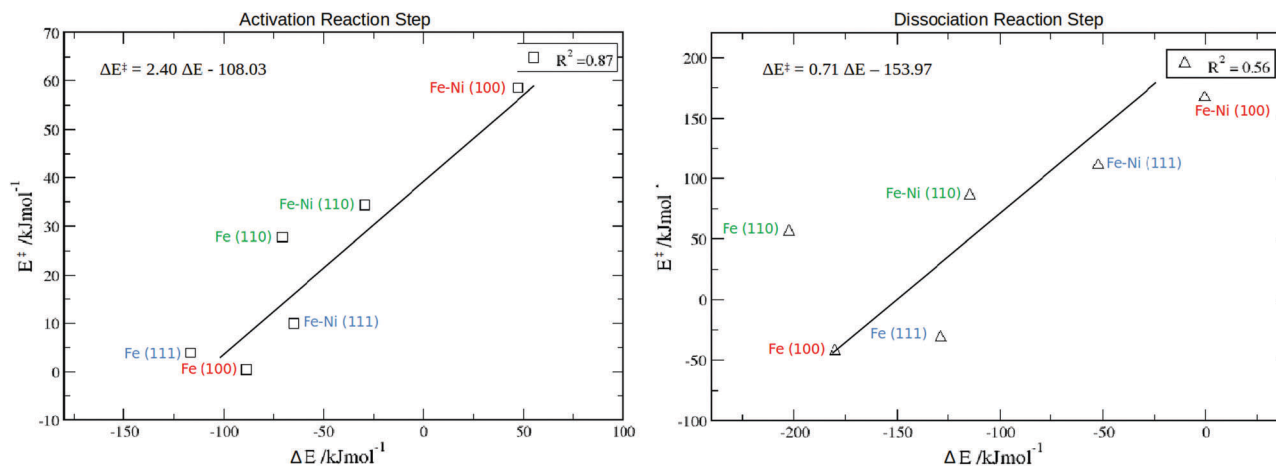 Activation Reaction Step
70
60
50
40
30
20
10
0
-10
E‡ /kJmol-1
ΔE‡ = 2.40 ΔE - 108.03
R2 =0.87
Fe-Ni (100)
Fe-Ni (110)
Fe (110)
Fe-Ni (111)
Fe (111)
Fe (100)
-150
-100
-50
0
50
100
ΔE /kJmol-1
Dissociation Reaction Step
200
150
100
50
0
-50
-100
E‡ /kJmol
ΔE‡ = 0.71 ΔE – 153.97
R2 = 0.56
Fe-Ni (100)
Fe-Ni (111)
Fe-Ni (110)
Fe (110)
Fe (111)
Fe (100)
-200
-150
-100
-50
0
ΔE /kJmol-1